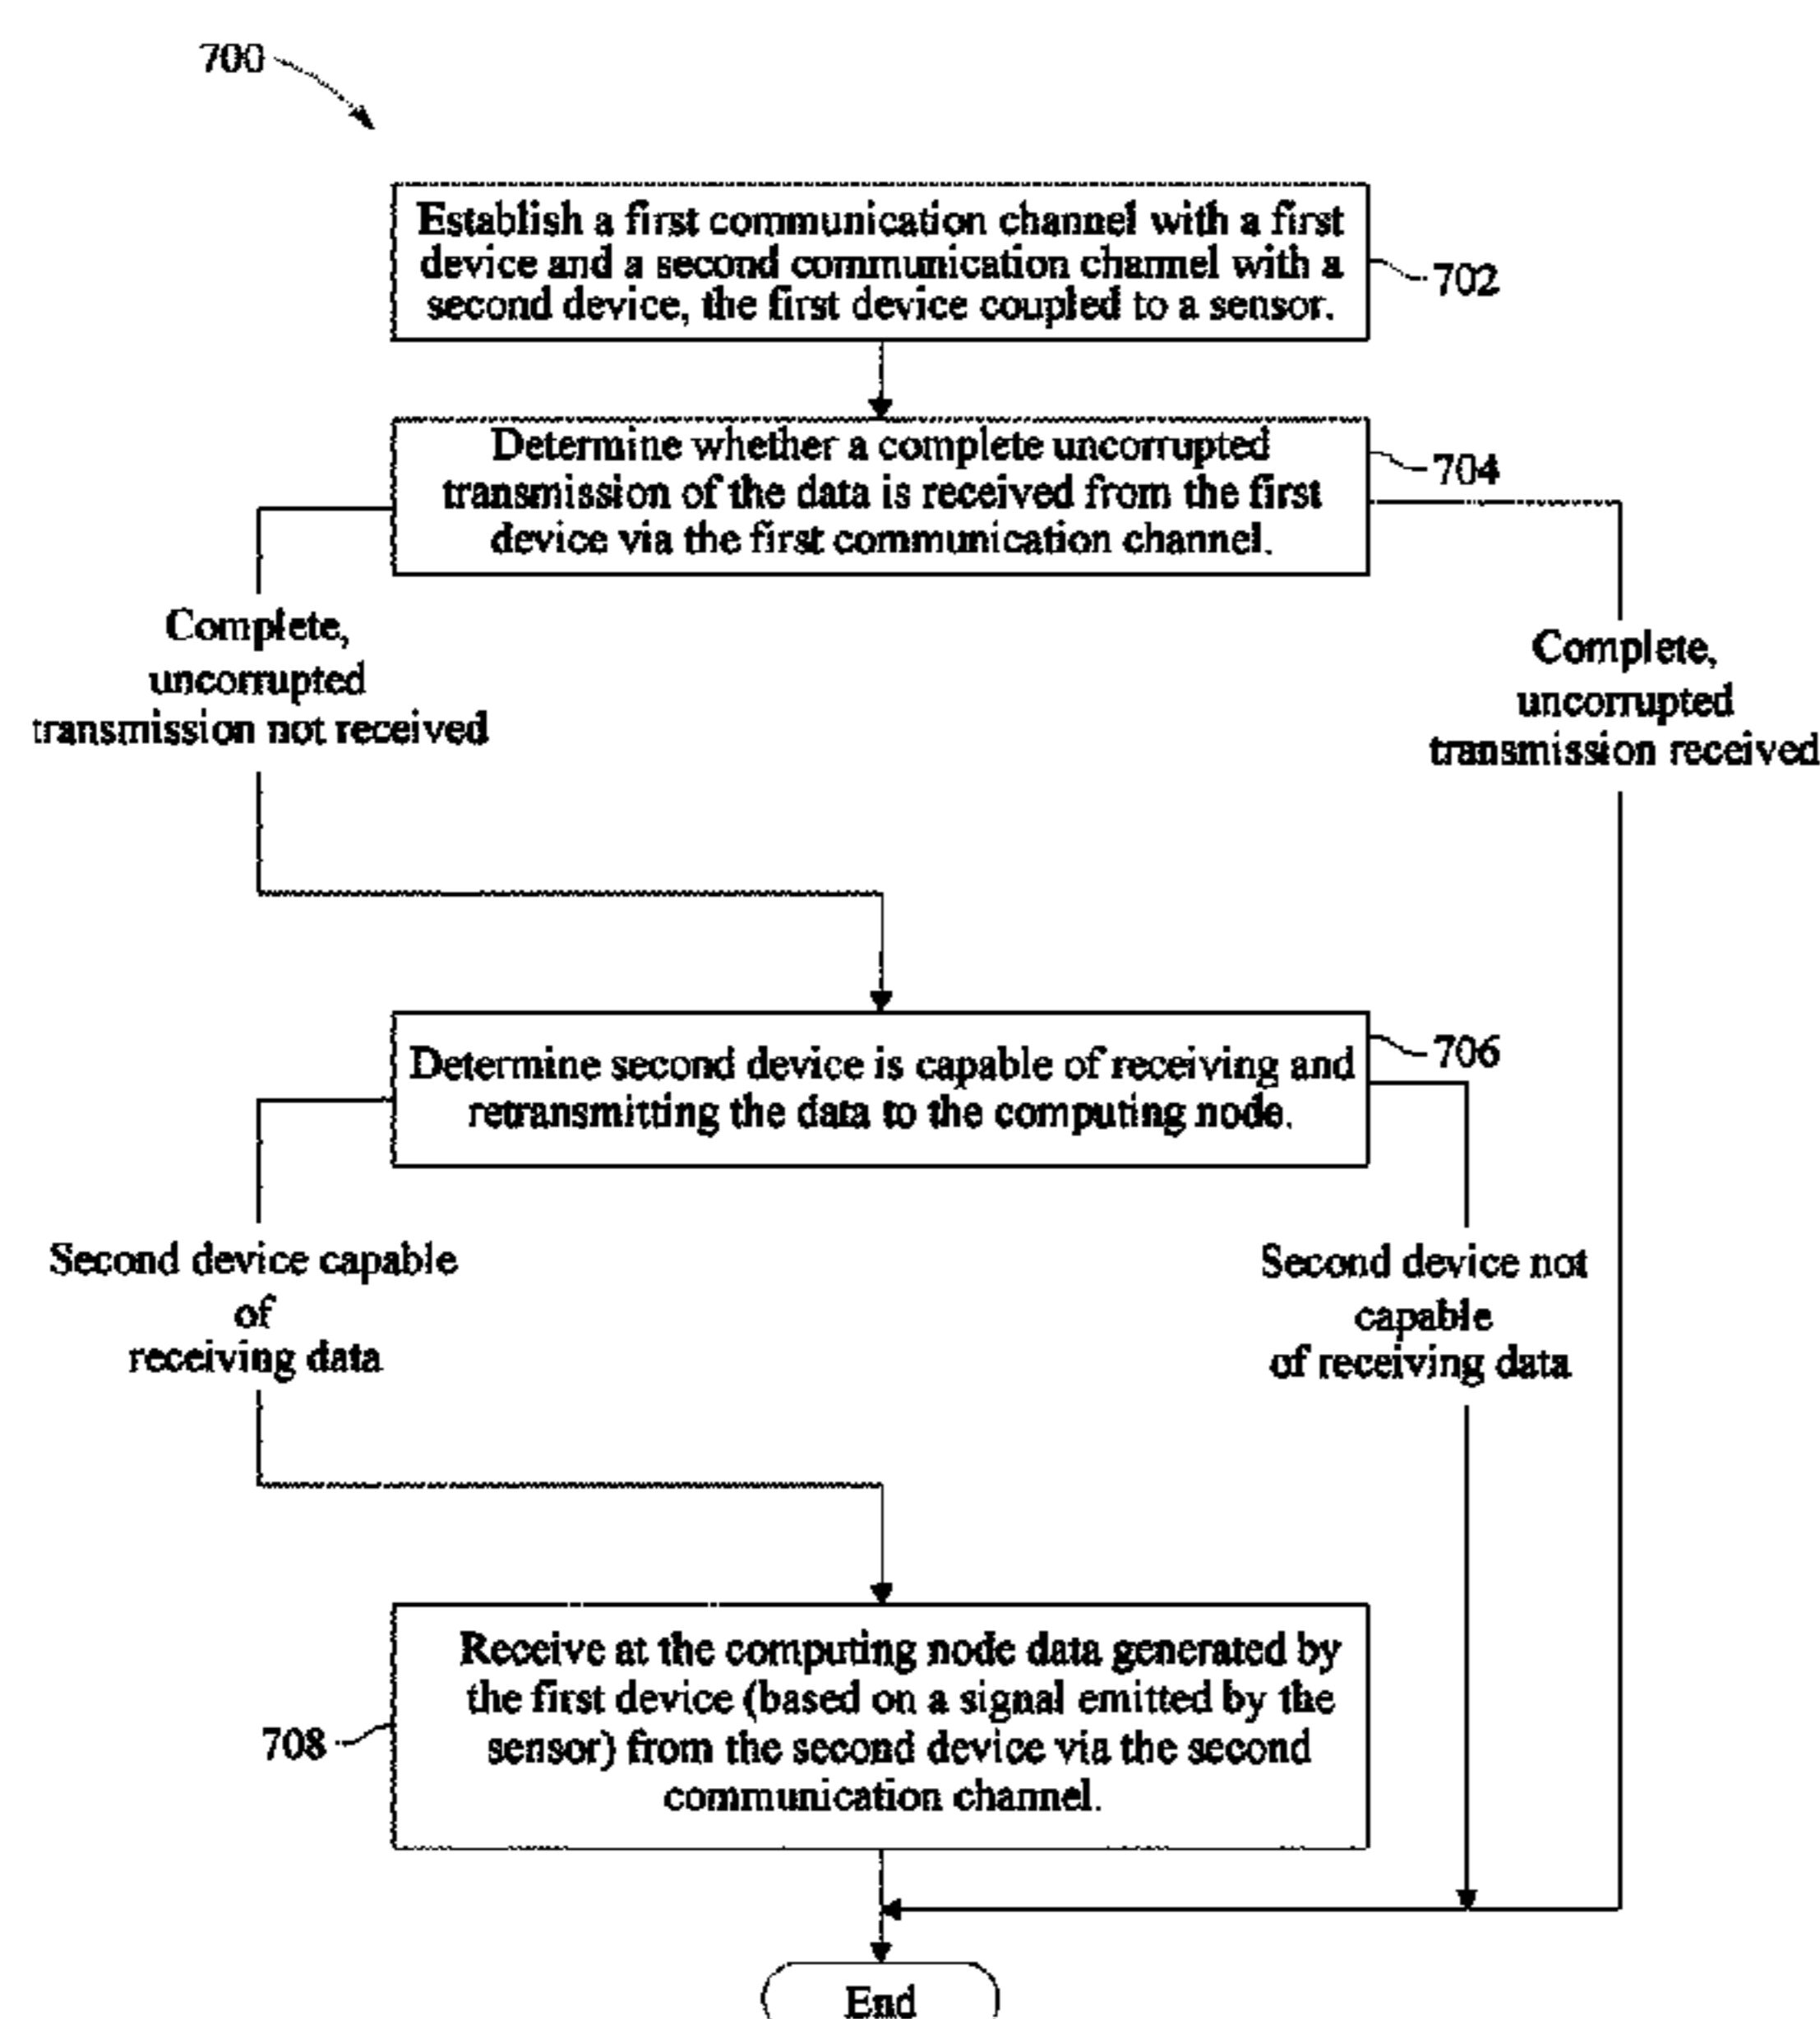 700
Establish a first communication channel with a first
device and a second communication channel with a
second device, the first device coupled to a sensor.
702
Determine whether a complete uncorrupted
transmission of the data is received from the first
device via the first communication channel.
704
Complete,
uncorrupted
transmission not received
Complete,
uncorrupted
transmission received
Determine second device is capable of receiving and
retransmitting the data to the computing node.
706
Second device capable
of
receiving data
Second device not
capable
of receiving data
Receive at the computing node data generated by
the first device (based on a signal emitted by the
sensor) from the second device via the second
communication channel.
708
End